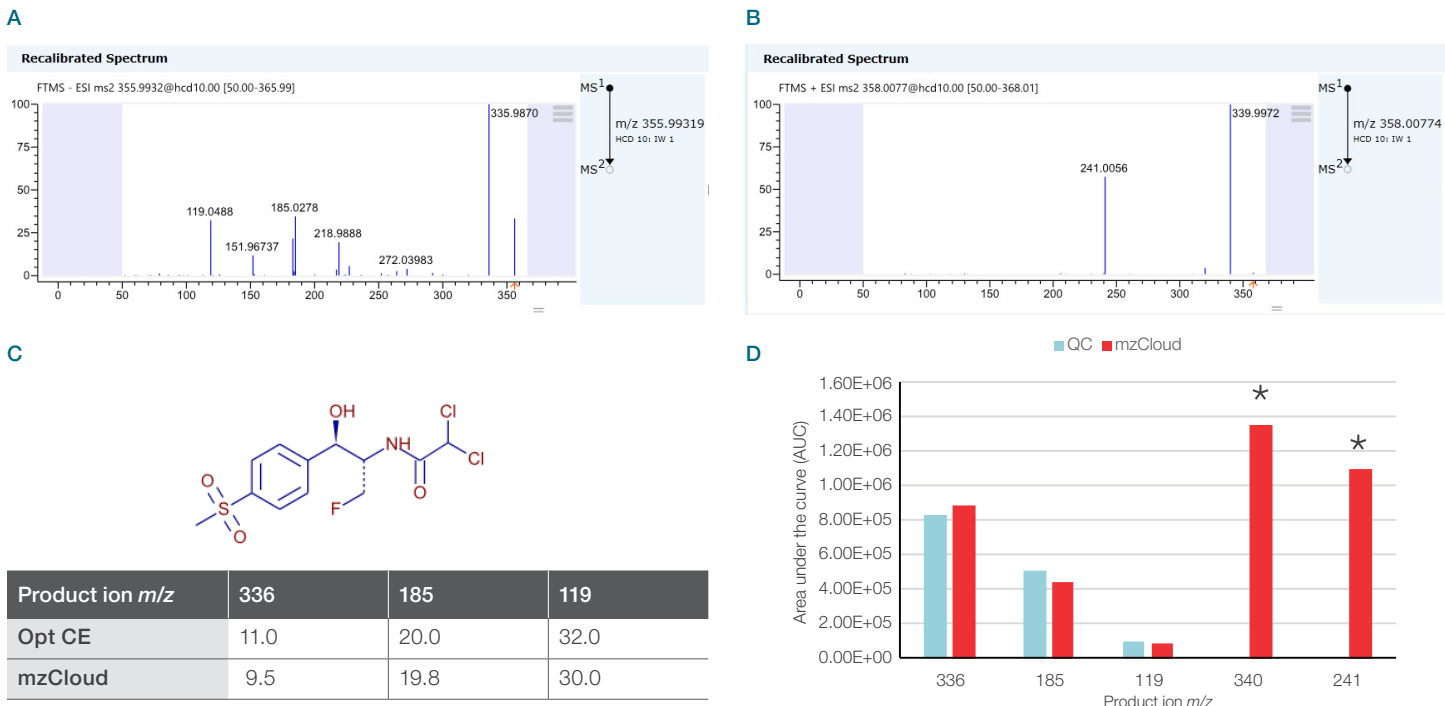 A
Recalibrated Spectrum
FTMS - ESI ms2 355.9932@hcd10.00 [50.00-365.99]
100
75
50
25
0
335.9870
119.0488
185.0278
151.96737
218.9888
272.03983
0 50 100 150 200 250 300 350
MS1
m/z 355.99319
HCD 10; IW 1
MS2
B
Recalibrated Spectrum
FTMS + ESI ms2 358.0077@hcd10.00 [50.00-368.01]
100
75
50
25
0
339.9972
241.0056
0 50 100 150 200 250 300 350
MS1
m/z 358.00774
HCD 10; IW 1
MS2
C
OH
Cl
NH
Cl
O
F
O
S
O
Product ion m/z 336 185 119
Opt CE 11.0 20.0 32.0
mzCloud 9.5 19.8 30.0
D
QC mzCloud
Area under the curve (AUC)
1.60E+06
1.40E+06
1.20E+06
1.00E+06
8.00E+05
6.00E+05
4.00E+05
2.00E+05
0.00E+00
*
*
336 185 119 340 241
Product ion m/z